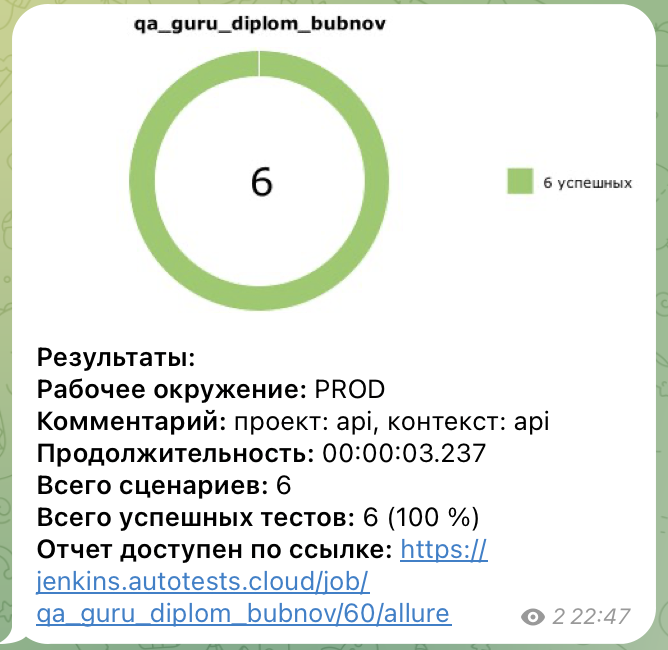 qa_guru_diplom_bubnov
6
6 успешных
Результаты:
Рабочее окружение: PROD
Комментарий: проект: api, контекст: api
Продолжительность: 00:00:03.237
Всего сценариев: 6
Всего успешных тестов: 6 (100 %)
Отчет доступен по ссылке: https://
jenkins.autotests.cloud/job/
qa_guru_diplom_bubnov/60/allure
2 22:47